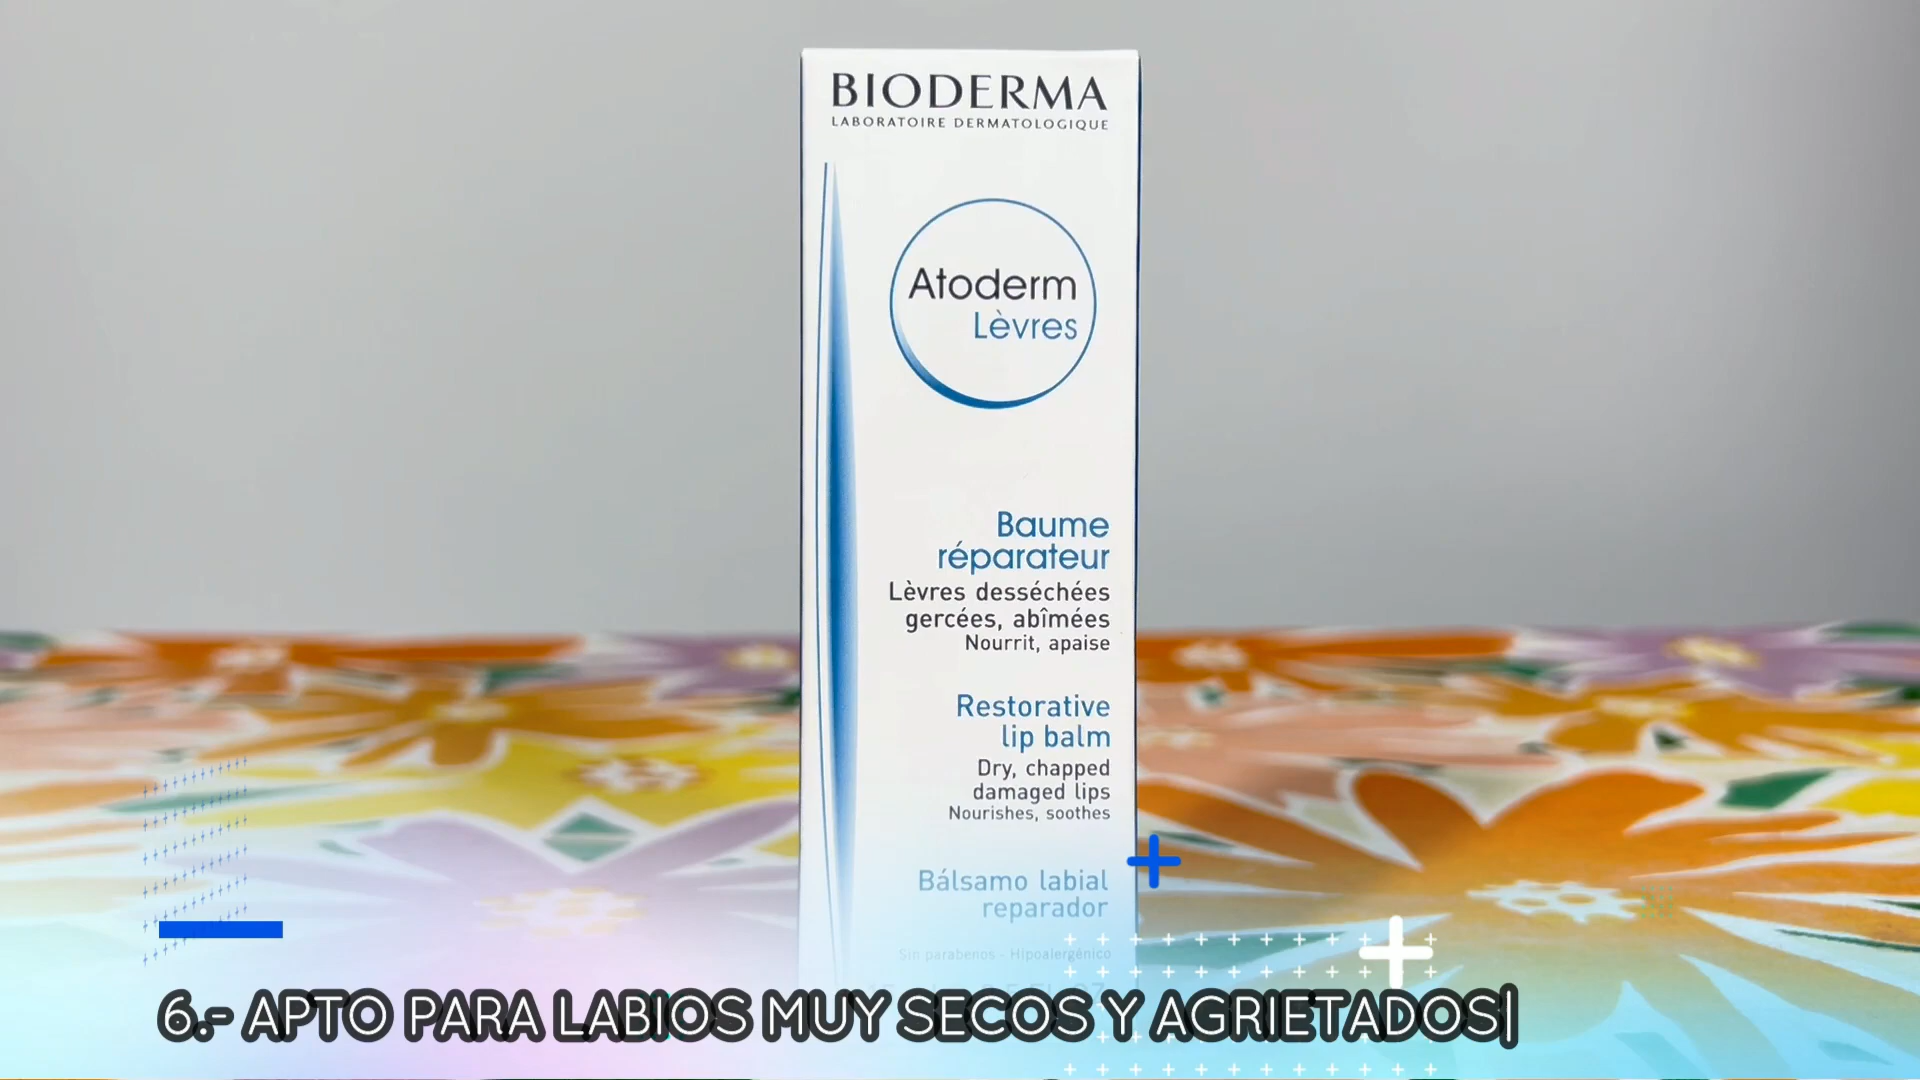 BIODERMA
LABORATOIRE DERMATOLOGIQUE
Atoderm
Lèvres
Baume
réparateur
Lèvres desséchées
gercées, abîmées
Nourrit, apaise
Restorative
lip balm
Dry, chapped
damaged lips
Nourishes, soothes
Bálsamo labial
reparador
Sin parabenos - Hipoalergénico
6.- APTO PARA LABIOS MUY SECOS Y AGRIETADOS